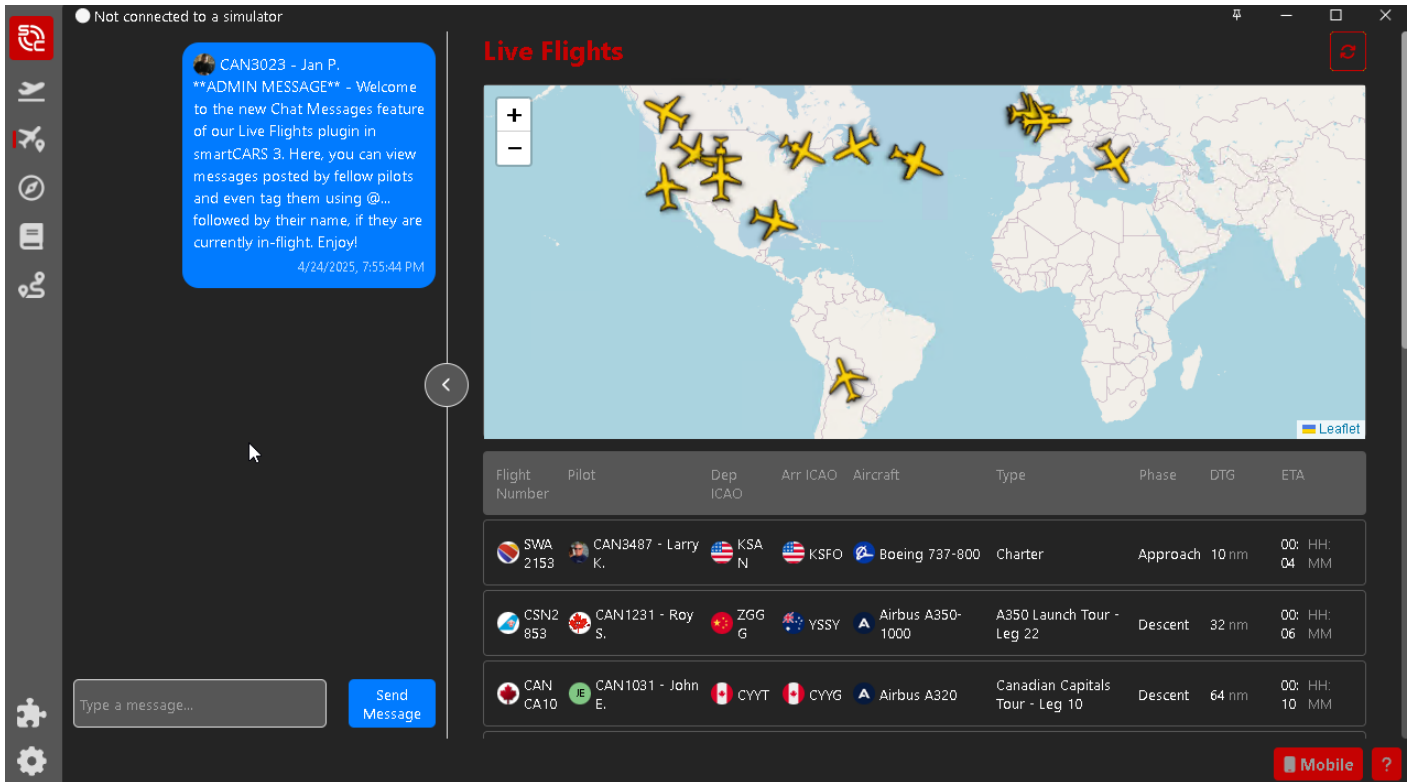 Not connected to a simulator
CAN3023 - Jan P.
**ADMIN MESSAGE** - Welcome
to the new Chat Messages feature
of our Live Flights plugin in
smartCARS 3. Here, you can view
messages posted by fellow pilots
and even tag them using @...
followed by their name, if they are
currently in-flight. Enjoy!
4/24/2025, 7:55:44 PM
Type a message...
Send
Message
Live Flights
+
−
Leaflet
Flight
Number
Pilot
Dep
ICAO
Arr ICAO
Aircraft
Type
Phase
DTG
ETA
SWA
2153
CAN3487 - Larry
K.
KSA
N
KSFO
Boeing 737-800
Charter
Approach
10 nm
00: HH:
04 MM
CSN2
853
CAN1231 - Roy
S.
ZGG
G
YSSY
A
Airbus A350-
1000
A350 Launch Tour -
Leg 22
Descent
32 nm
00: HH:
06 MM
CAN
CA10
JE
CAN1031 - John
E.
CYYT
CYYG
A
Airbus A320
Canadian Capitals
Tour - Leg 10
Descent
64 nm
00: HH:
10 MM
Mobile
?